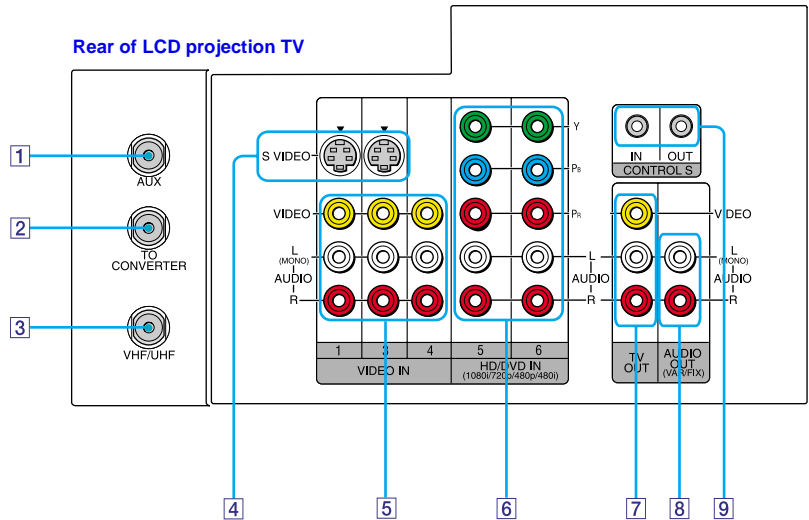 Rear of LCD projection TV
1
AUX
2
TO
CONVERTER
3
VHF/UHF
S VIDEO
VIDEO
L
(MONO)
AUDIO
R
1 3 4
VIDEO IN
Y
PB
PR
L
AUDIO
R
5 6
HD/DVD IN
(1080i/720p/480p/480i)
IN OUT
CONTROL S
VIDEO
L
(MONO)
AUDIO
R
TV
OUT
AUDIO
OUT
(VAR/FIX)
4 5 6 7 8 9